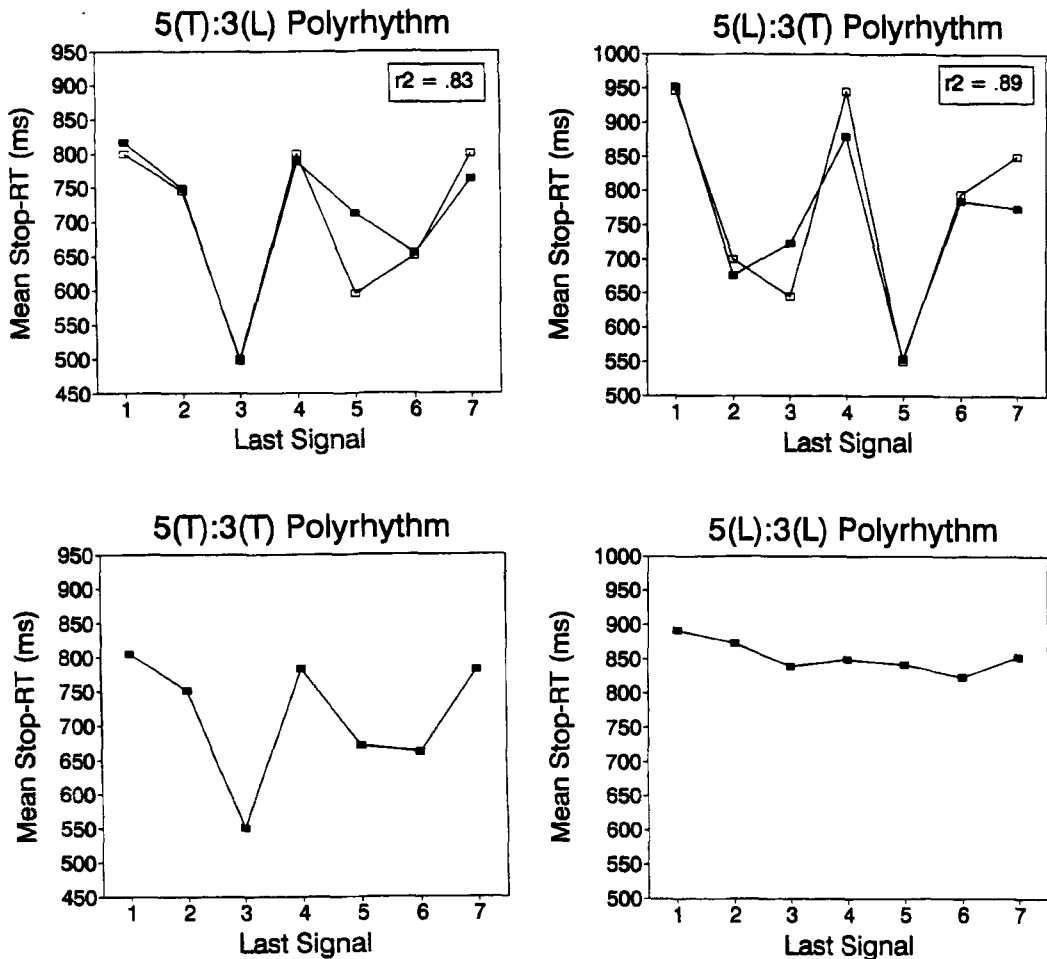 5(T):3(L) Polyrhythm
r2 = .83
Mean Stop-RT (ms)
950
900
850
800
750
700
650
600
550
500
450
1 2 3 4 5 6 7
Last Signal
5(L):3(T) Polyrhythm
r2 = .89
Mean Stop-RT (ms)
1000
950
900
850
800
750
700
650
600
550
500
1 2 3 4 5 6 7
Last Signal
5(T):3(T) Polyrhythm
Mean Stop-RT (ms)
950
900
850
800
750
700
650
600
550
500
450
1 2 3 4 5 6 7
Last Signal
5(L):3(L) Polyrhythm
Mean Stop-RT (ms)
1000
950
900
850
800
750
700
650
600
550
500
1 2 3 4 5 6 7
Last Signal